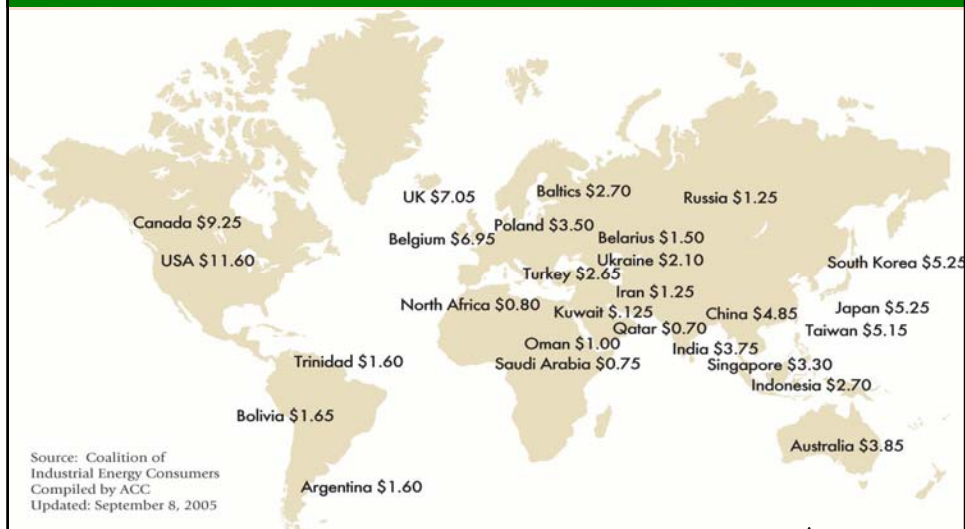 UK $7.05
Baltics $2.70
Russia $1.25
Canada $9.25
Poland $3.50
Belgium $6.95
Belarius $1.50
USA $11.60
Ukraine $2.10
South Korea $5.25
Turkey $2.65
Iran $1.25
North Africa $0.80
Kuwait $.125
China $4.85
Japan $5.25
Qatar $0.70
Taiwan $5.15
Oman $1.00
India $3.75
Trinidad $1.60
Saudi Arabia $0.75
Singapore $3.30
Indonesia $2.70
Bolivia $1.65
Australia $3.85
Source: Coalition of
Industrial Energy Consumers
Compiled by ACC
Updated: September 8, 2005
Argentina $1.60